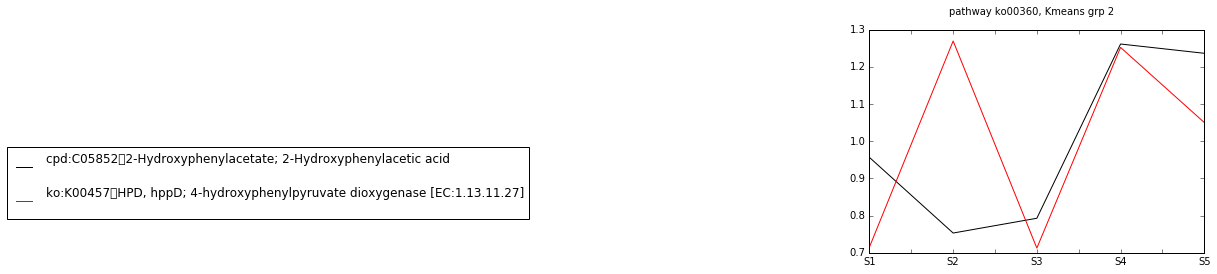 pathway ko00360, Kmeans grp 2
1.3
1.2
1.1
1.0
0.9
0.8
0.7
S1 S2 S3 S4 S5
cpd:C05852▯2-Hydroxyphenylacetate; 2-Hydroxyphenylacetic acid
ko:K00457▯HPD, hppD; 4-hydroxyphenylpyruvate dioxygenase [EC:1.13.11.27]